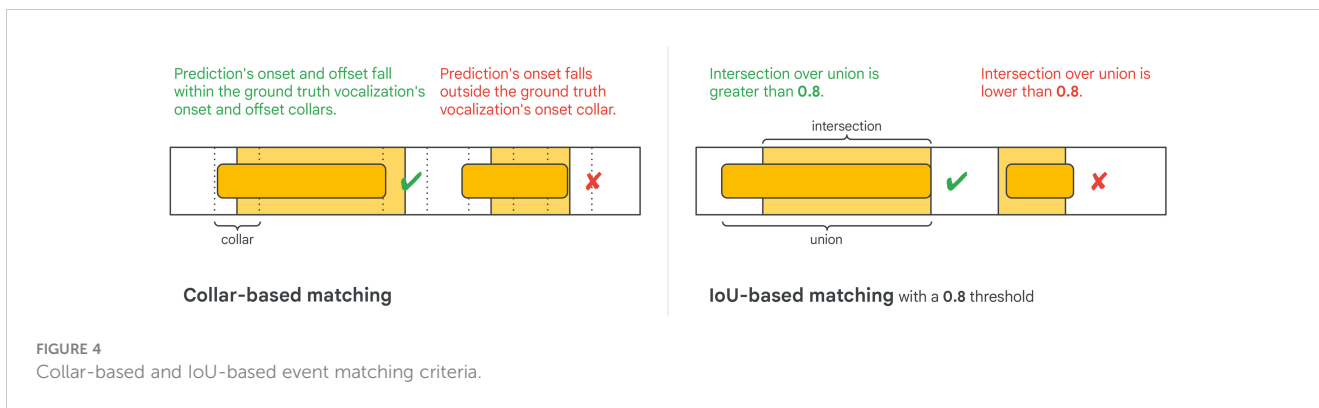 Prediction's onset and offset fall
within the ground truth vocalization's
onset and offset collars.
Prediction's onset falls
outside the ground truth
vocalization's onset collar.
collar
Collar-based matching
Intersection over union is
greater than 0.8.
Intersection over union is
lower than 0.8.
intersection
union
IoU-based matching with a 0.8 threshold
FIGURE 4
Collar-based and IoU-based event matching criteria.